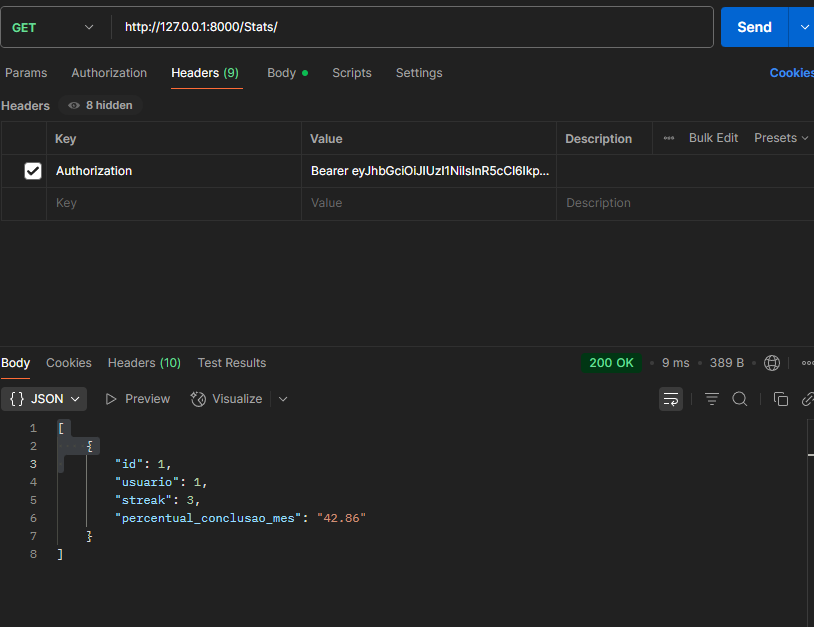 GET http://127.0.0.1:8000/Stats/ Send
Params Authorization Headers (9) Body Scripts Settings Cookies
Headers 8 hidden
Key Value Description Bulk Edit Presets
Authorization Bearer eyJhbGciOiJIUzI1NiIsInR5cCI6Ikp...
Key Value Description
Body Cookies Headers (10) Test Results 200 OK • 9 ms • 389 B
{} JSON Preview Visualize
1 [
2 {
3 "id": 1,
4 "usuario": 1,
5 "streak": 3,
6 "percentual_conclusao_mes": "42.86"
7 }
8 ]